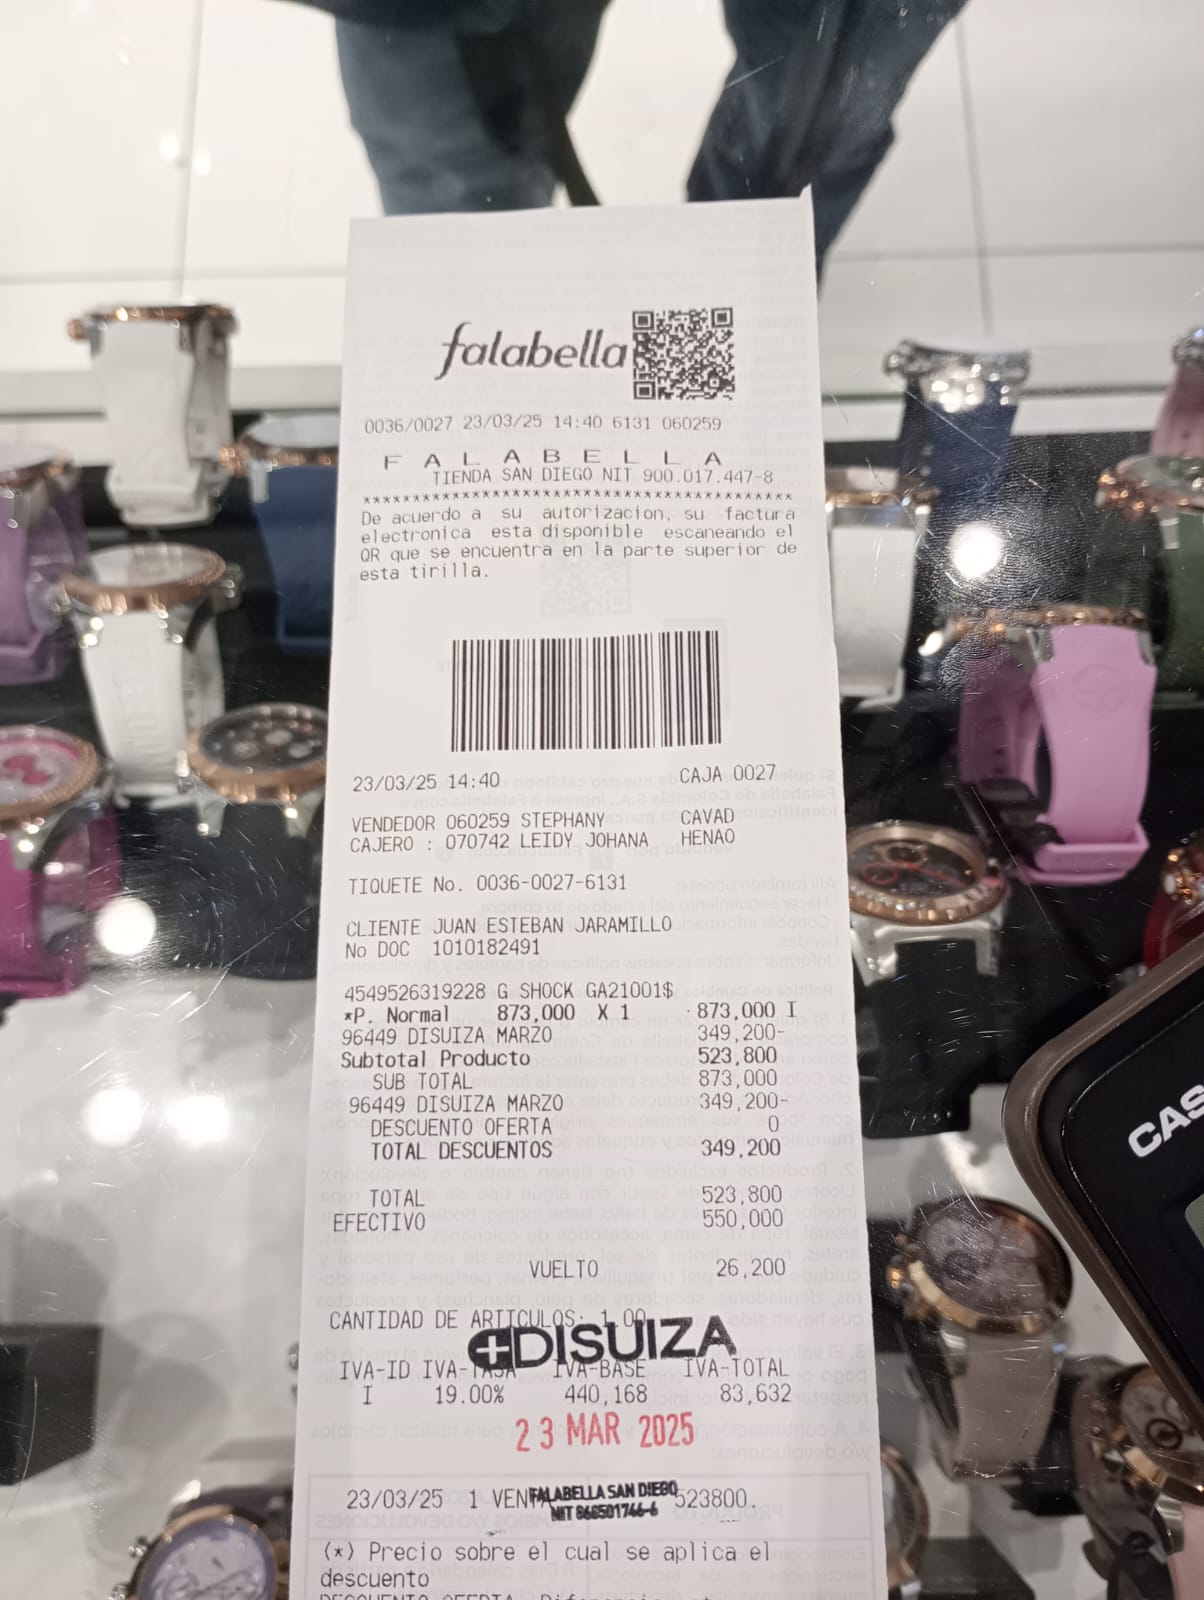 falabella
0036/0027 23/03/25 14:40 6131 060259
F A L A B E L L A
TIENDA SAN DIEGO NIT 900.017.447-8
****************************************
De acuerdo a su autorizacion, su factura
electronica esta disponible escaneando el
QR que se encuentra en la parte superior de
esta tirilla.
23/03/25 14:40 CAJA 0027
VENDEDOR 060259 STEPHANY CAVAD
CAJERO : 070742 LEIDY JOHANA HENAO
TIQUETE No. 0036-0027-6131
CLIENTE JUAN ESTEBAN JARAMILLO
No DOC 1010182491
4549526319228 G SHOCK GA21001$
*P. Normal 873,000 X 1 873,000 I
96449 DISUIZA MARZO 349,200-
Subtotal Producto 523,800
SUB TOTAL 873,000
96449 DISUIZA MARZO 349,200-
DESCUENTO OFERTA 0
TOTAL DESCUENTOS 349,200
TOTAL 523,800
EFECTIVO 550,000
VUELTO 26,200
CANTIDAD DE ARTICULOS: 1.00
DISUIZA
IVA-ID IVA-TASA IVA-BASE IVA-TOTAL
I 19.00% 440,168 83,632
23 MAR 2025
23/03/25 1 523800.
FALABELLA SAN DIEGO
(*) Precio sobre el cual se aplica el
descuento
CAS